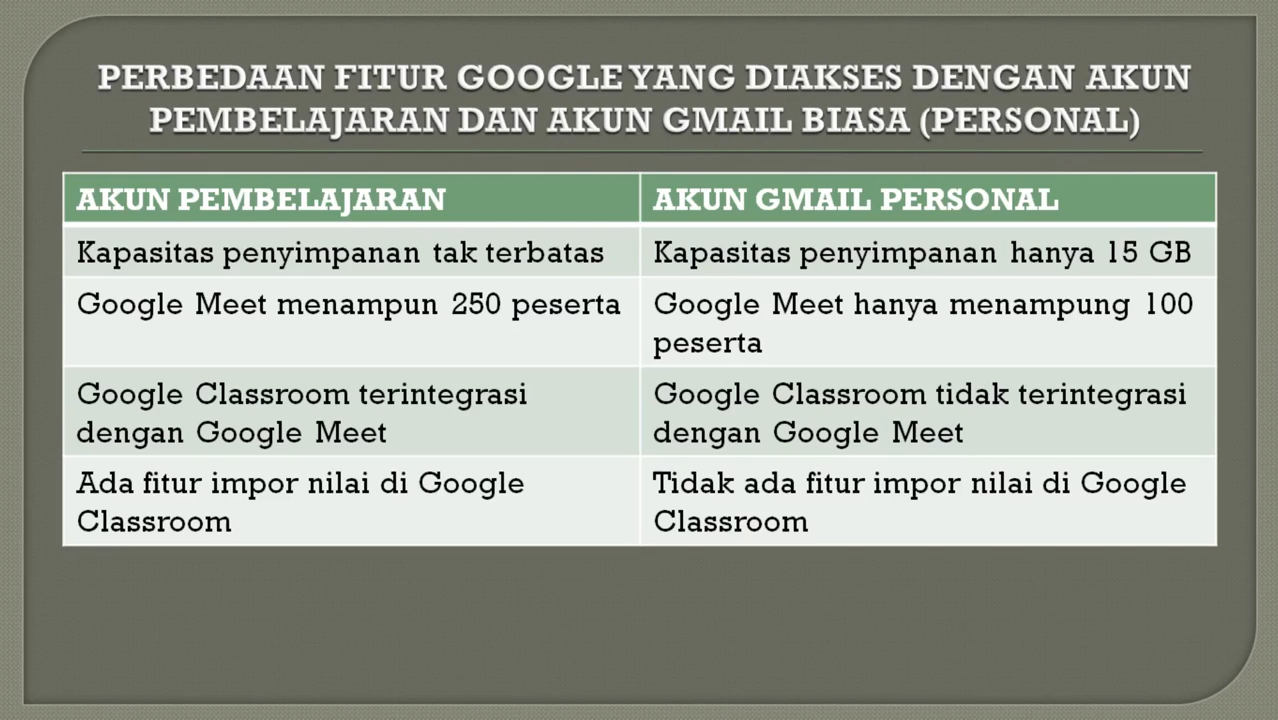 PERBEDAAN FITUR GOOGLE YANG DIAKSES DENGAN AKUN
PEMBELAJARAN DAN AKUN GMAIL BIASA (PERSONAL)
AKUN PEMBELAJARAN
AKUN GMAIL PERSONAL
Kapasitas penyimpanan tak terbatas
Kapasitas penyimpanan hanya 15 GB
Google Meet menampun 250 peserta
Google Meet hanya menampung 100
peserta
Google Classroom terintegrasi
dengan Google Meet
Google Classroom tidak terintegrasi
dengan Google Meet
Ada fitur impor nilai di Google
Classroom
Tidak ada fitur impor nilai di Google
Classroom